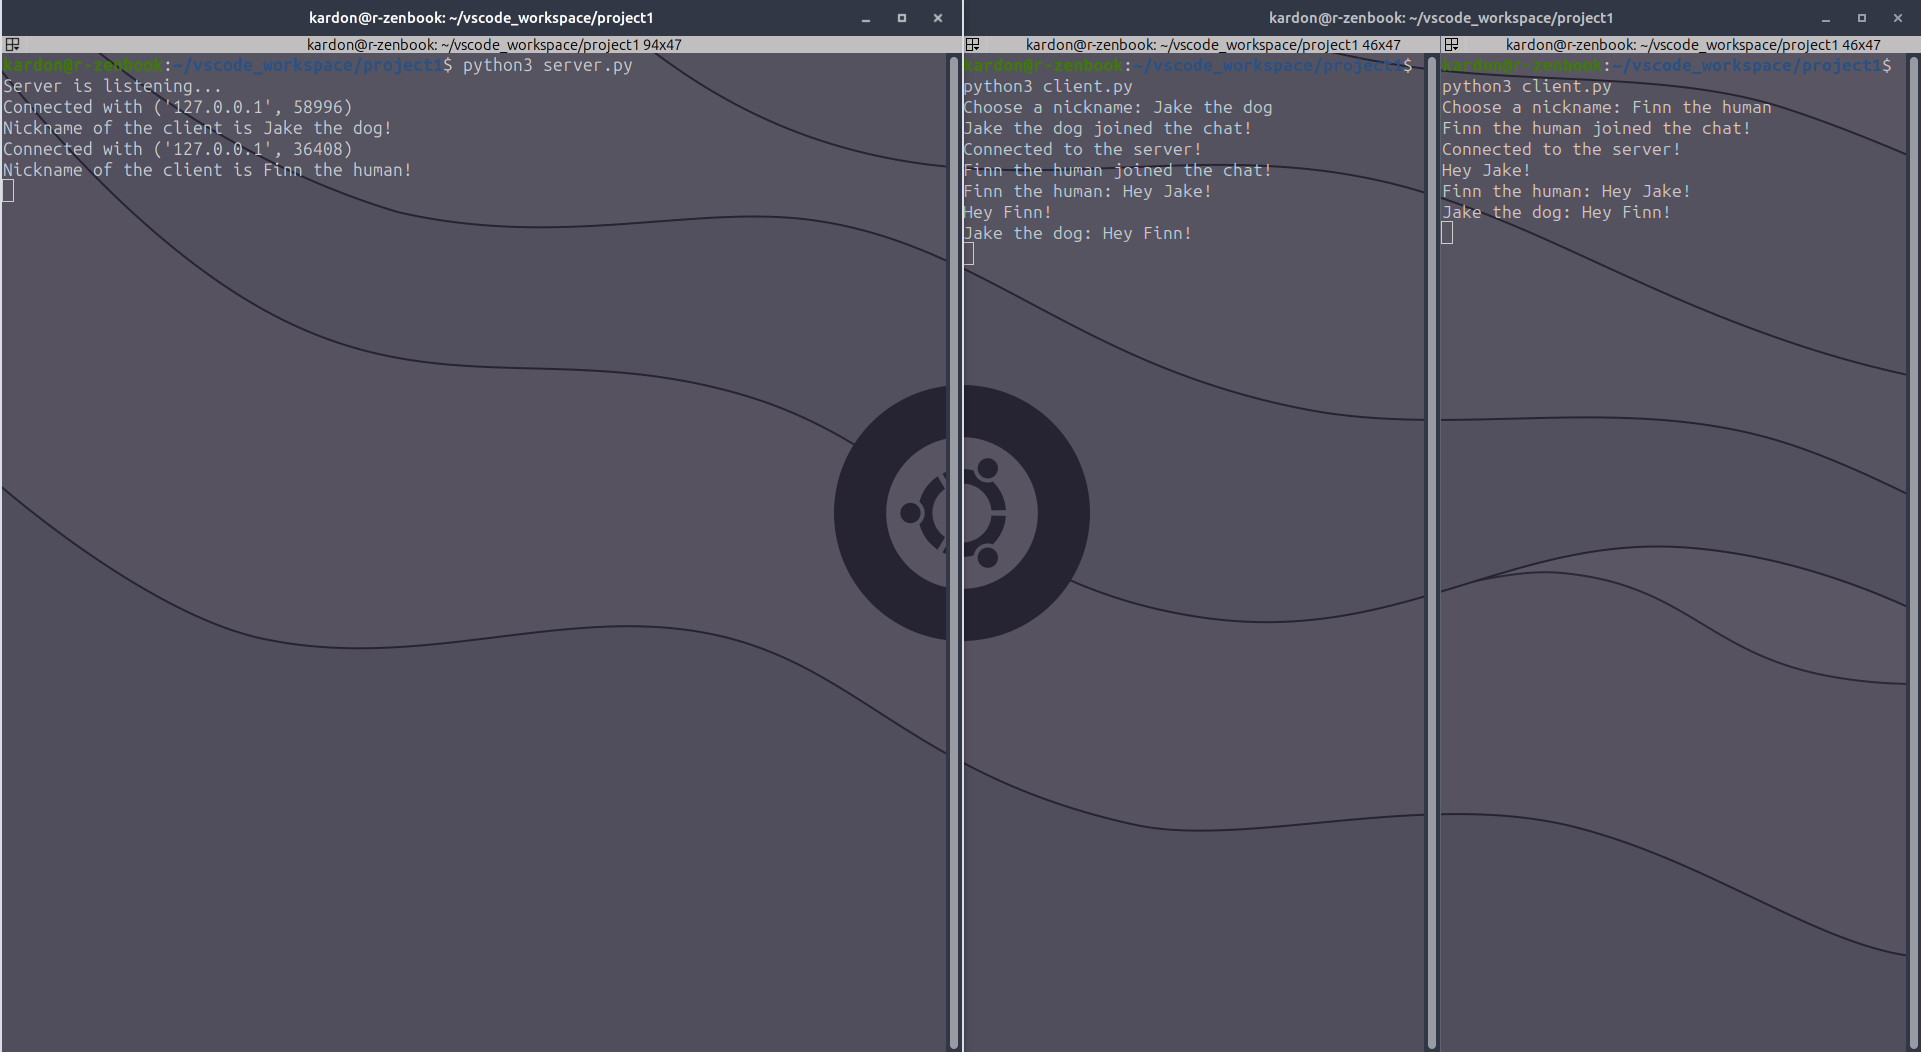 kardon@r-zenbook: ~/vscode_workspace/project1
kardon@r-zenbook: ~/vscode_workspace/project1 94x47
kardon@r-zenbook:~/vscode_workspace/project1$ python3 server.py
Server is listening...
Connected with ('127.0.0.1', 58996)
Nickname of the client is Jake the dog!
Connected with ('127.0.0.1', 36408)
Nickname of the client is Finn the human!
kardon@r-zenbook: ~/vscode_workspace/project1
kardon@r-zenbook: ~/vscode_workspace/project1 46x47
kardon@r-zenbook:~/vscode_workspace/project1$
python3 client.py
Choose a nickname: Jake the dog
Jake the dog joined the chat!
Connected to the server!
Finn the human joined the chat!
Finn the human: Hey Jake!
Hey Finn!
Jake the dog: Hey Finn!
kardon@r-zenbook: ~/vscode_workspace/project1 46x47
kardon@r-zenbook:~/vscode_workspace/project1$
python3 client.py
Choose a nickname: Finn the human
Finn the human joined the chat!
Connected to the server!
Hey Jake!
Finn the human: Hey Jake!
Jake the dog: Hey Finn!